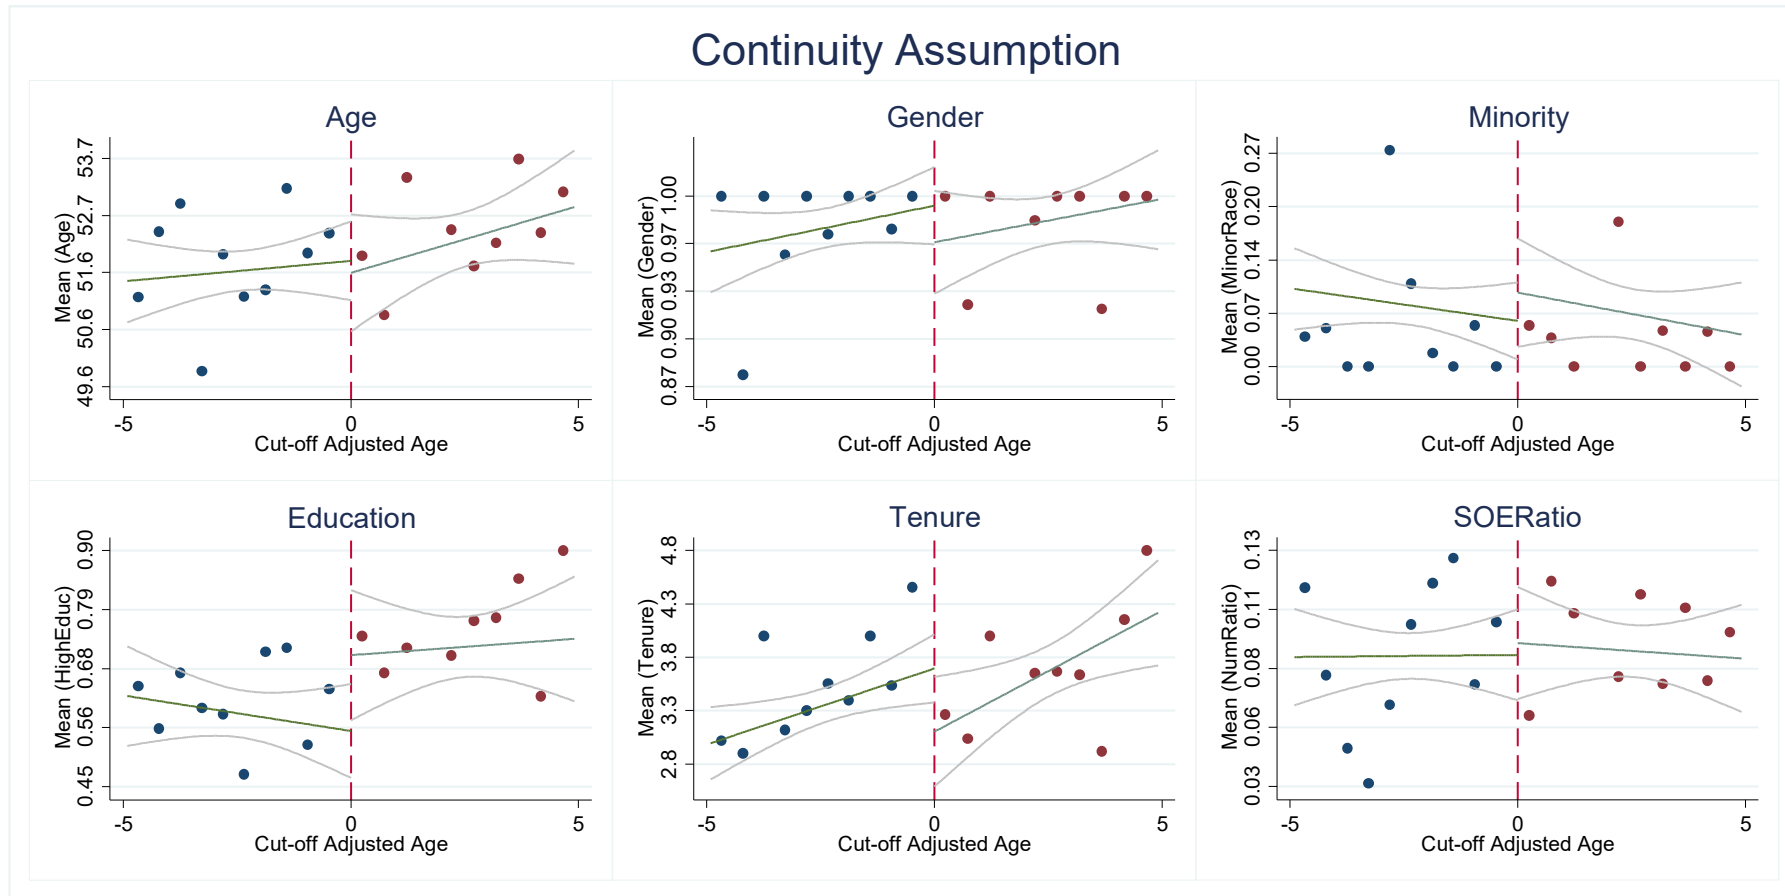 Continuity Assumption
Age
Mean (Age)
53.7
52.7
51.6
50.6
49.6
-5 0 5
Cut-off Adjusted Age
Gender
Mean (Gender)
1.00
0.97
0.93
0.90
0.87
-5 0 5
Cut-off Adjusted Age
Minority
Mean (MinorRace)
0.27
0.20
0.14
0.07
0.00
-5 0 5
Cut-off Adjusted Age
Education
Mean (HighEduc)
0.90
0.79
0.68
0.56
0.45
-5 0 5
Cut-off Adjusted Age
Tenure
Mean (Tenure)
4.8
4.3
3.8
3.3
2.8
-5 0 5
Cut-off Adjusted Age
SOERatio
Mean (NumRatio)
0.13
0.11
0.08
0.06
0.03
-5 0 5
Cut-off Adjusted Age